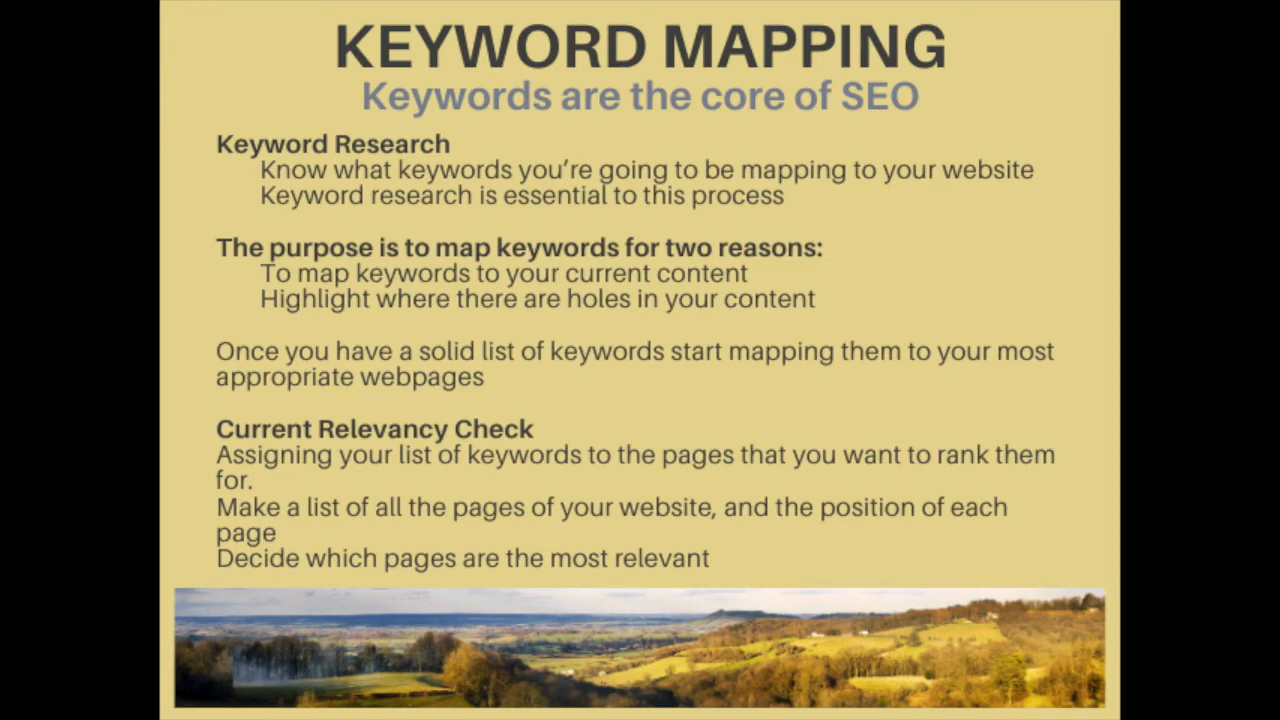 KEYWORD MAPPING
Keywords are the core of SEO
Keyword Research
Know what keywords you’re going to be mapping to your website
Keyword research is essential to this process
The purpose is to map keywords for two reasons:
To map keywords to your current content
Highlight where there are holes in your content
Once you have a solid list of keywords start mapping them to your most
appropriate webpages
Current Relevancy Check
Assigning your list of keywords to the pages that you want to rank them
for.
Make a list of all the pages of your website, and the position of each
page
Decide which pages are the most relevant